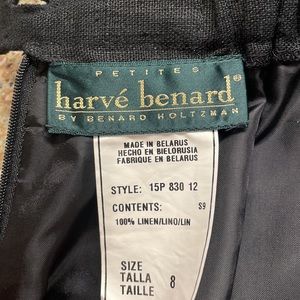 PETITES
harvé benard®
BY BENARD HOLTZMAN
MADE IN BELARUS
HECHO EN BIELORUSIA
FABRIQUE EN BELARUS
STYLE: 15P 830 12
CONTENTS: S9
100% LINEN/LINO/LIN
SIZE
TALLA 8
TAILLE